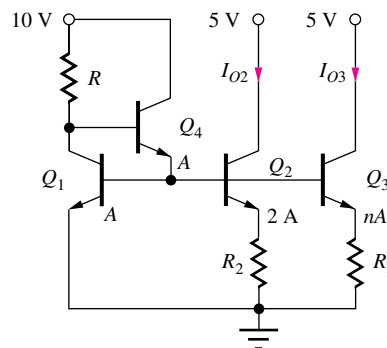 10 V 5 V 5 V
R I_O2 I_O3
Q_4
Q_1 A Q_2 Q_3
A 2 A nA
R_2 R